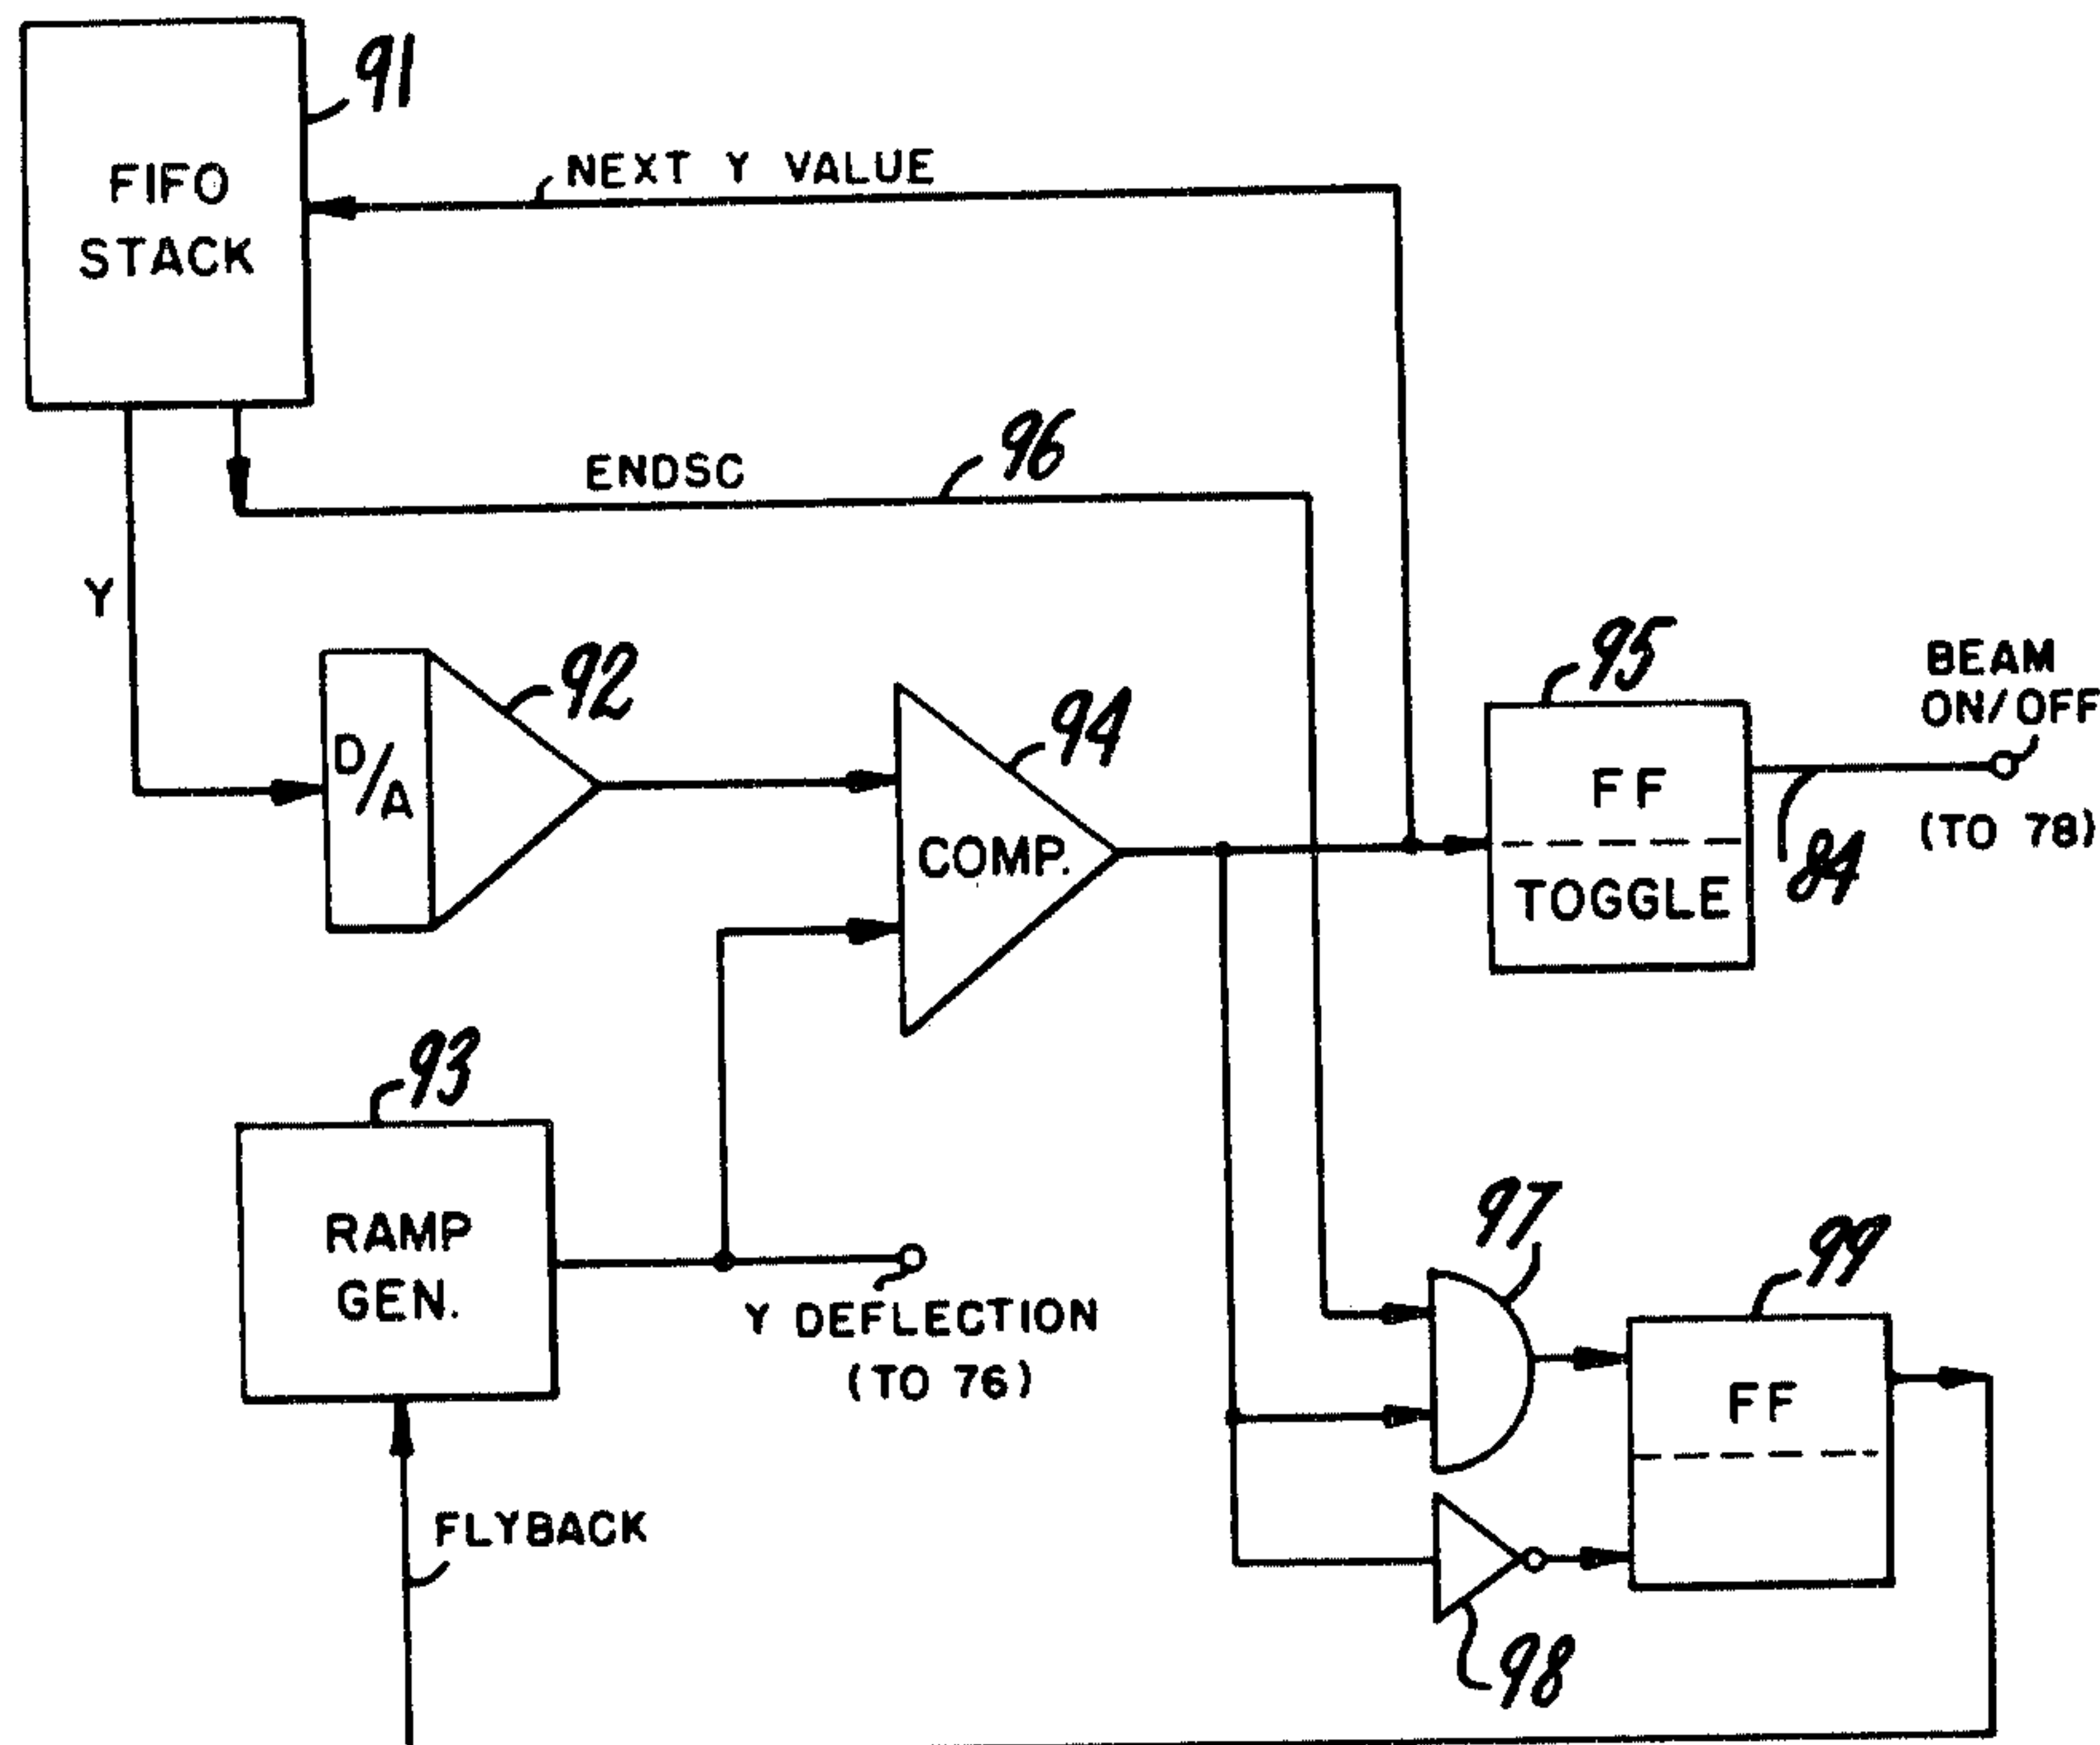 91
FIFO
STACK
NEXT Y VALUE
96
ENDSC
Y
92
D/A
94
COMP.
95
FF
TOGGLE
BEAM
ON/OFF
(TO 78)
84
93
RAMP
GEN.
Y DEFLECTION
(TO 76)
97
99
FF
FLYBACK
98